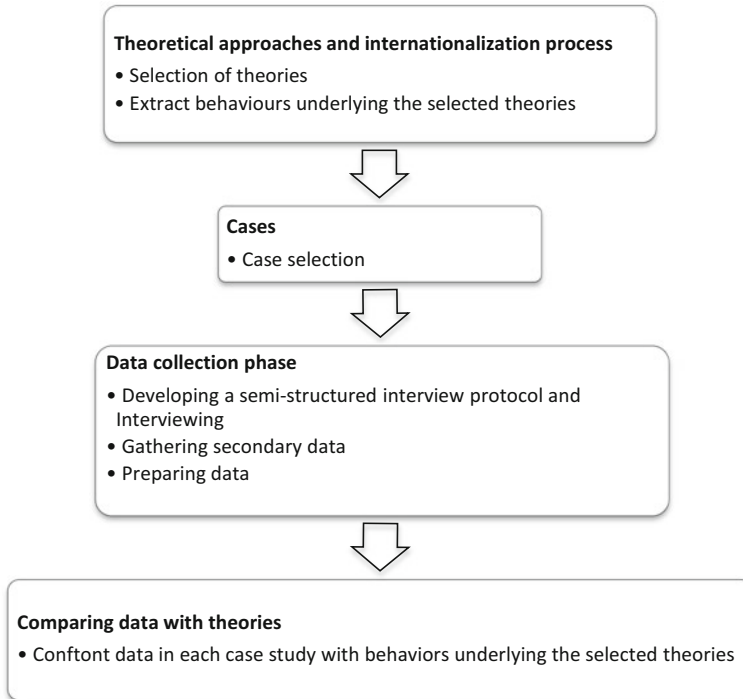 Theoretical approaches and internationalization process
• Selection of theories
• Extract behaviours underlying the selected theories
Cases
• Case selection
Data collection phase
• Developing a semi-structured interview protocol and
Interviewing
• Gathering secondary data
• Preparing data
Comparing data with theories
• Conftont data in each case study with behaviors underlying the selected theories